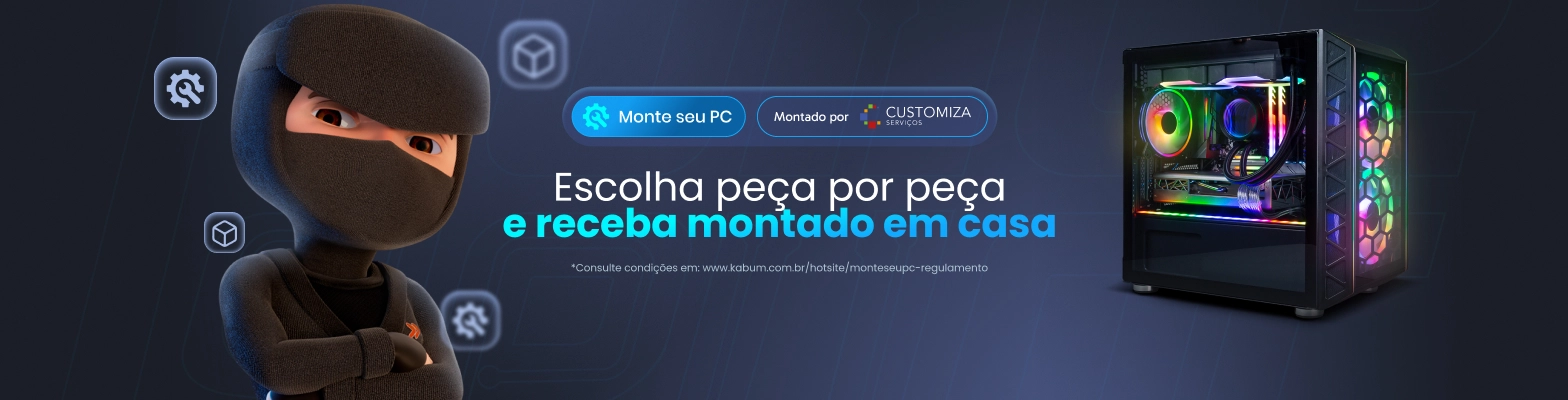 Monte seu PC
Montado por CUSTOMIZA SERVIÇOS
Escolha peça por peça
e receba montado em casa
*Consulte condições em: www.kabum.com.br/hotsite/monteseupc-regulamento